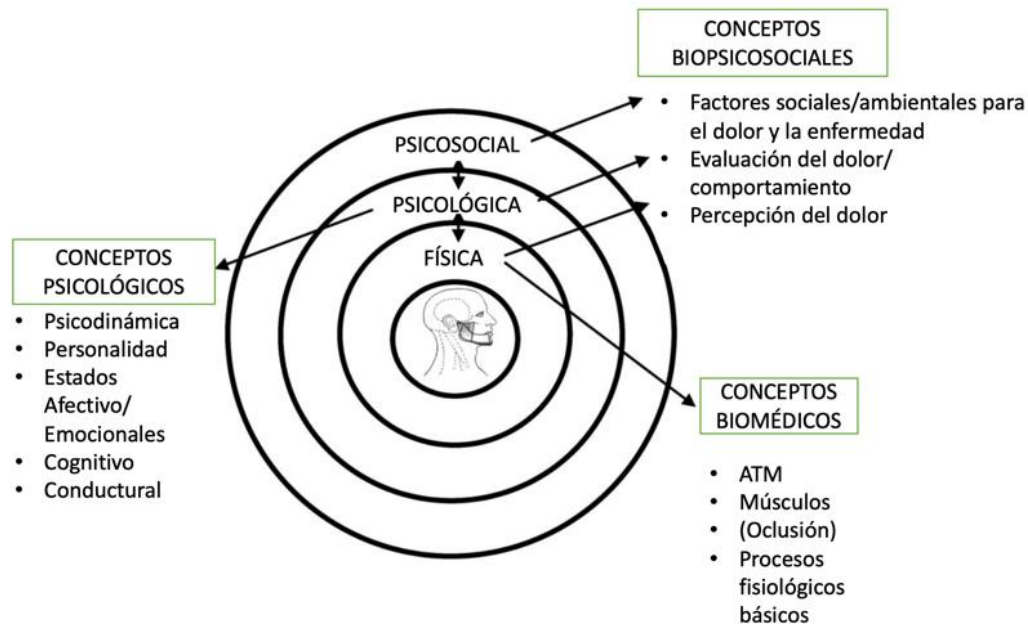 CONCEPTOS
BIOPSICOSOCIALES
• Factores sociales/ambientales para
el dolor y la enfermedad
• Evaluación del dolor/
comportamiento
• Percepción del dolor
PSICOSOCIAL
PSICOLÓGICA
FÍSICA
CONCEPTOS
PSICOLÓGICOS
• Psicodinámica
• Personalidad
• Estados
Afectivo/
Emocionales
• Cognitivo
• Conductural
CONCEPTOS
BIOMÉDICOS
• ATM
• Músculos
• (Oclusión)
• Procesos
fisiológicos
básicos